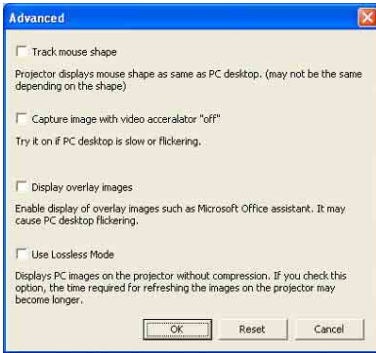 Advanced
Track mouse shape
Projector displays mouse shape as same as PC desktop. (may not be the same
depending on the shape)
Capture image with video acceralator "off"
Try it on if PC desktop is slow or flickering.
Display overlay images
Enable display of overlay images such as Microsoft Office assistant. It may
cause PC desktop flickering.
Use Lossless Mode
Displays PC images on the projector without compression. If you check this
option, the time required for refreshing the images on the projector may
become longer.
OK Reset Cancel